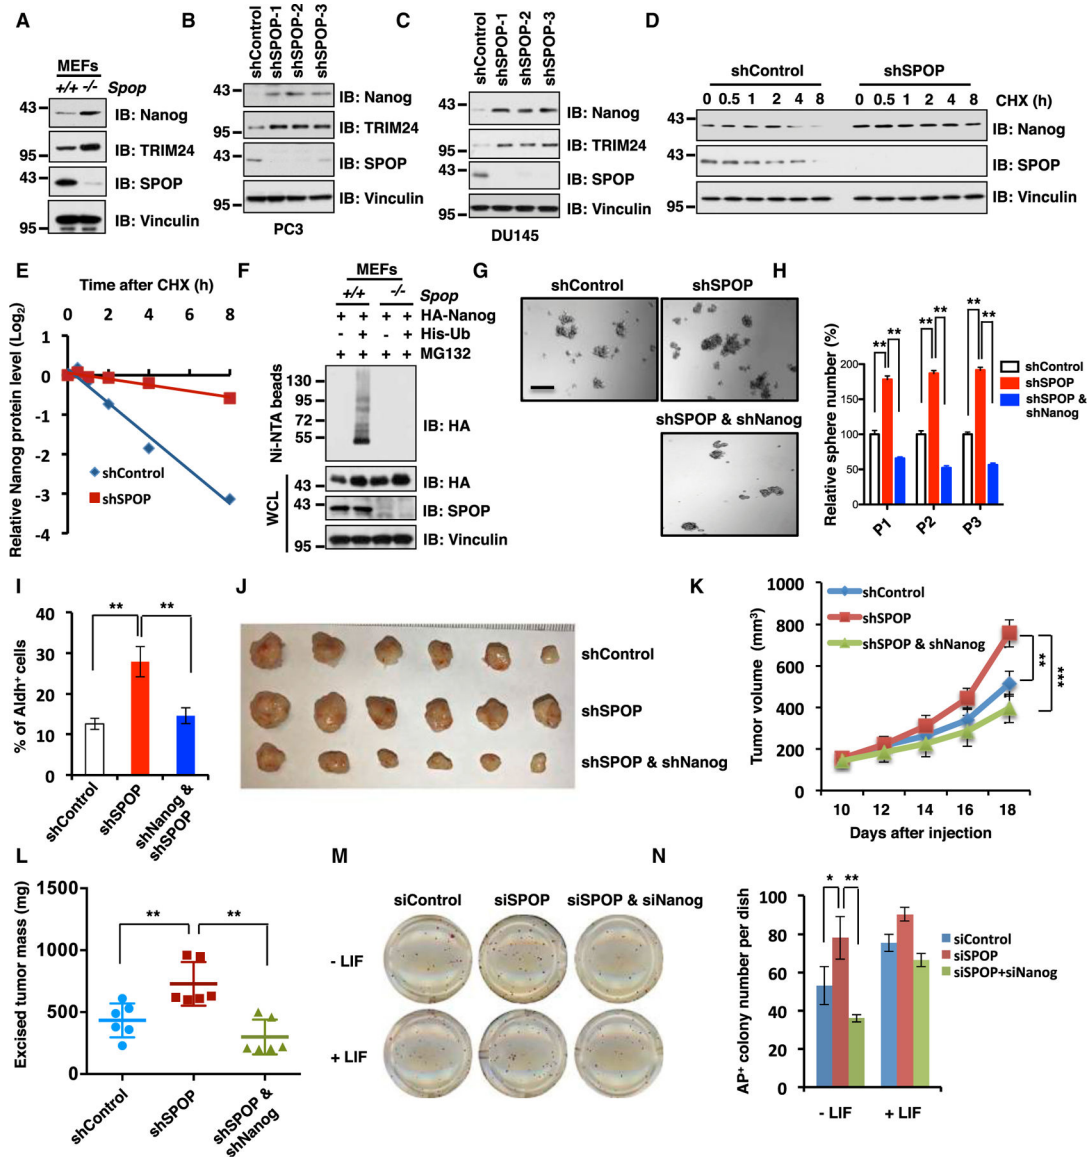 A
MEFs
+/+ -/- Spop
43
IB: Nanog
95
IB: TRIM24
43
IB: SPOP
95
IB: Vinculin
B
shControl
shSPOP-1
shSPOP-2
shSPOP-3
43
IB: Nanog
95
IB: TRIM24
43
IB: SPOP
95
IB: Vinculin
PC3
C
shControl
shSPOP-1
shSPOP-2
shSPOP-3
43
IB: Nanog
95
IB: TRIM24
43
IB: SPOP
95
IB: Vinculin
DU145
D
shControl shSPOP
0 0.5 1 2 4 8 0 0.5 1 2 4 8 CHX (h)
43
IB: Nanog
43
IB: SPOP
95
IB: Vinculin
E
Time after CHX (h)
0 2 4 6 8
Relative Nanog protein level (Log2)
1
0
-1
-2
-3
-4
shControl
shSPOP
F
MEFs
+/+ -/- Spop
+ + + + HA-Nanog
- + - + His-Ub
+ + + + MG132
Ni-NTA beads
130
95
72
55
IB: HA
WCL
43
IB: HA
43
IB: SPOP
95
IB: Vinculin
G
shControl shSPOP
shSPOP & shNanog
H
Relative sphere number (%)
200
150
100
50
0
** ** ** ** ** **
P1 P2 P3
shControl
shSPOP
shSPOP &
shNanog
I
% of Aldh+ cells
40
30
20
10
0
** **
shControl
shSPOP
shNanog &
shSPOP
J
shControl
shSPOP
shSPOP & shNanog
K
Tumor volume (mm3)
1000
800
600
400
200
0
shControl
shSPOP
shSPOP & shNanog
**
***
10 12 14 16 18
Days after injection
L
Excised tumor mass (mg)
1500
1000
500
0
** **
shControl
shSPOP
shSPOP &
shNanog
M
siControl siSPOP siSPOP & siNanog
- LIF
+ LIF
N
AP+ colony number per dish
100
80
60
40
20
0
* **
siControl
siSPOP
siSPOP+siNanog
- LIF + LIF